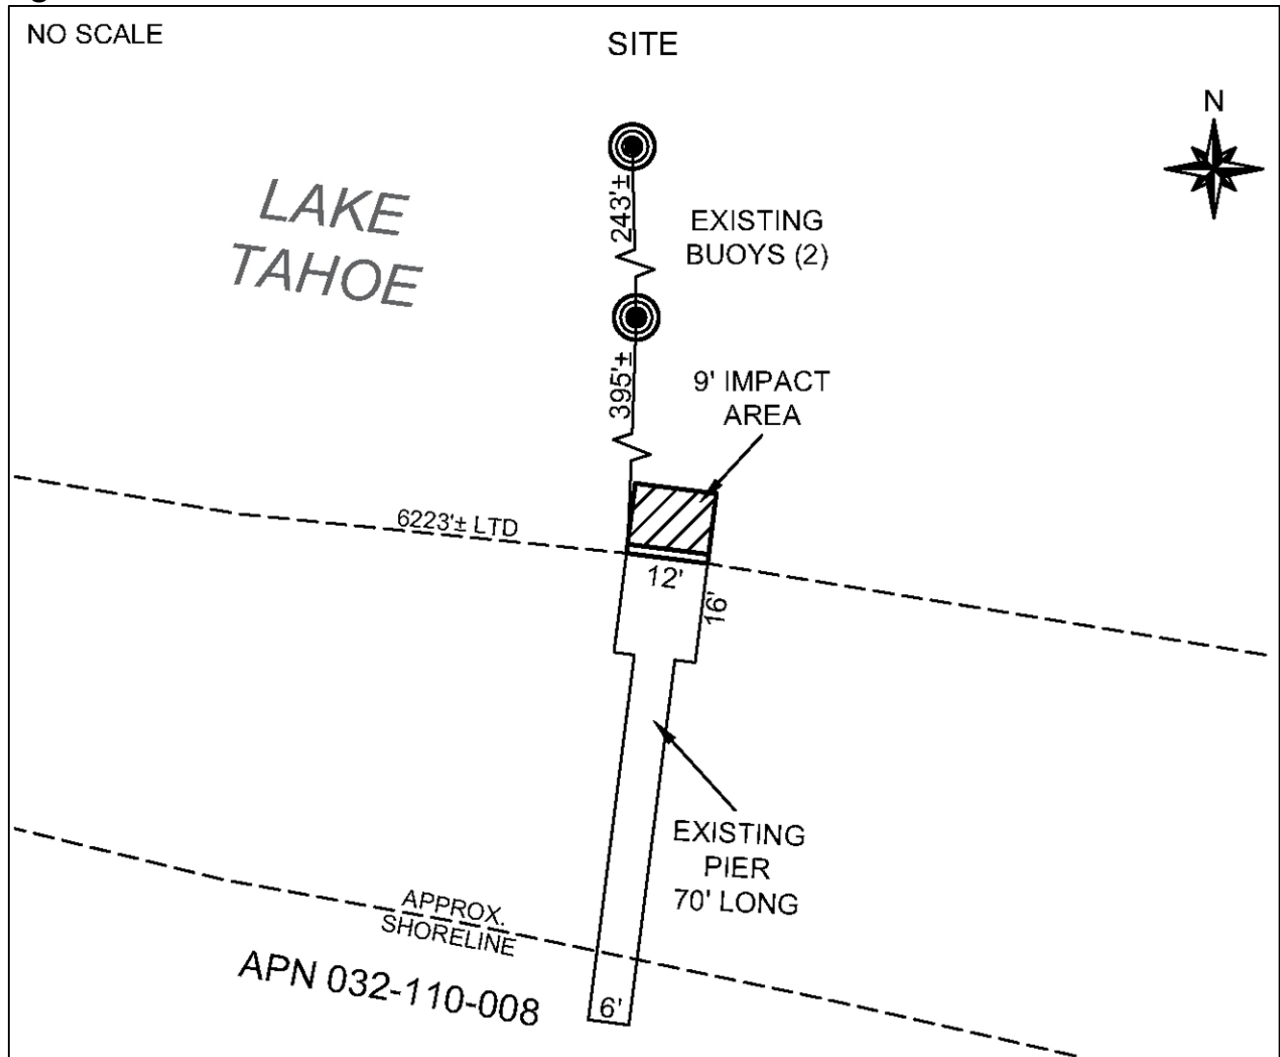 NO SCALE
SITE
N
LAKE
TAHOE
243'±
EXISTING
BUOYS (2)
395'±
9' IMPACT
AREA
6223'± LTD
12'
16'
EXISTING
PIER
70' LONG
APPROX.
SHORELINE
APN 032-110-008
6'